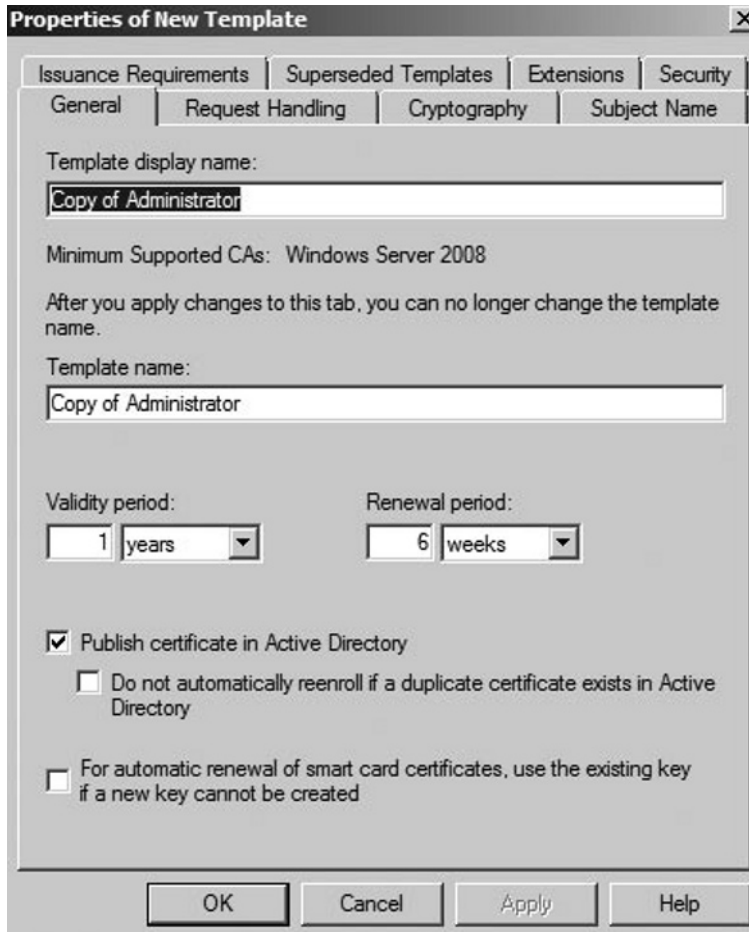 Properties of New Template
Issuance Requirements Superseded Templates Extensions Security
General Request Handling Cryptography Subject Name
Template display name:
Copy of Administrator
Minimum Supported CAs: Windows Server 2008
After you apply changes to this tab, you can no longer change the template
name.
Template name:
Copy of Administrator
Validity period: Renewal period:
1 years 6 weeks
Publish certificate in Active Directory
Do not automatically reenroll if a duplicate certificate exists in Active
Directory
For automatic renewal of smart card certificates, use the existing key
if a new key cannot be created
OK Cancel Apply Help